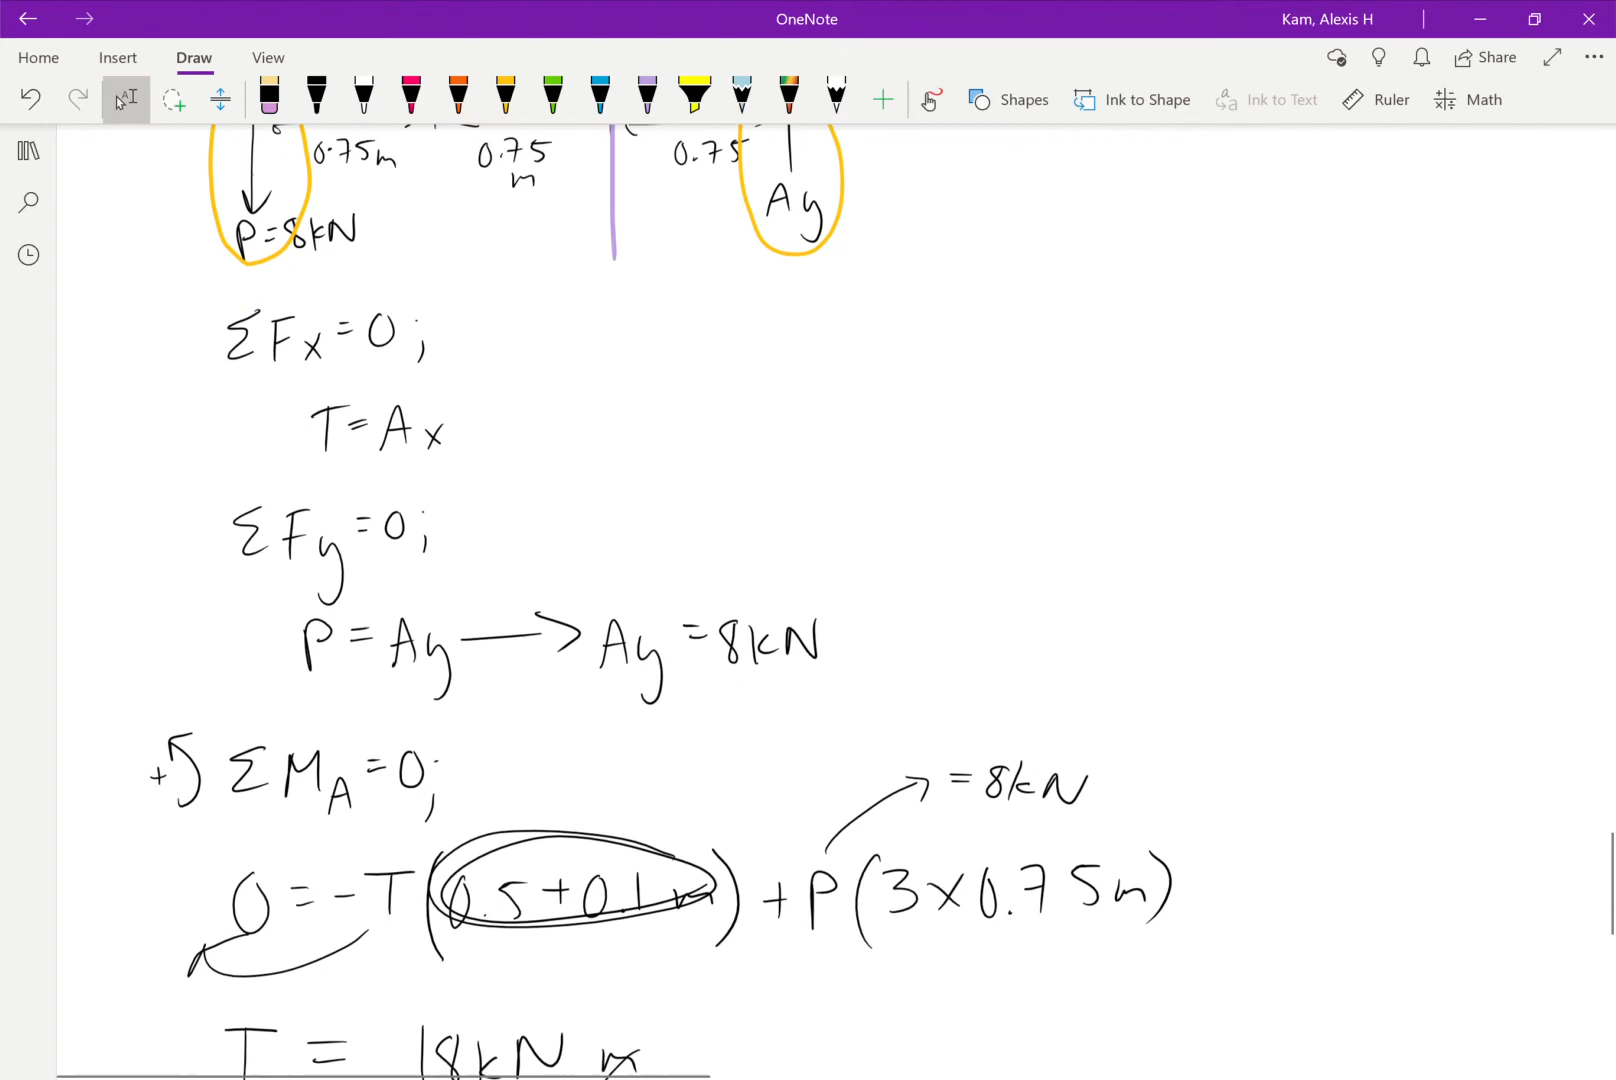 OneNote
Kam, Alexis H
Home Insert Draw View
Share
Shapes Ink to Shape Ink to Text Ruler Math
0.75m 0.75 m 0.75
P=8kN
Ay
ΣFx=0;
T=Ax
ΣFy=0;
P=Ay → Ay=8kN
+↺ ΣMA=0;
=8kN
0=-T(0.5+0.1m)+P(3×0.75m)
T = 18kN m